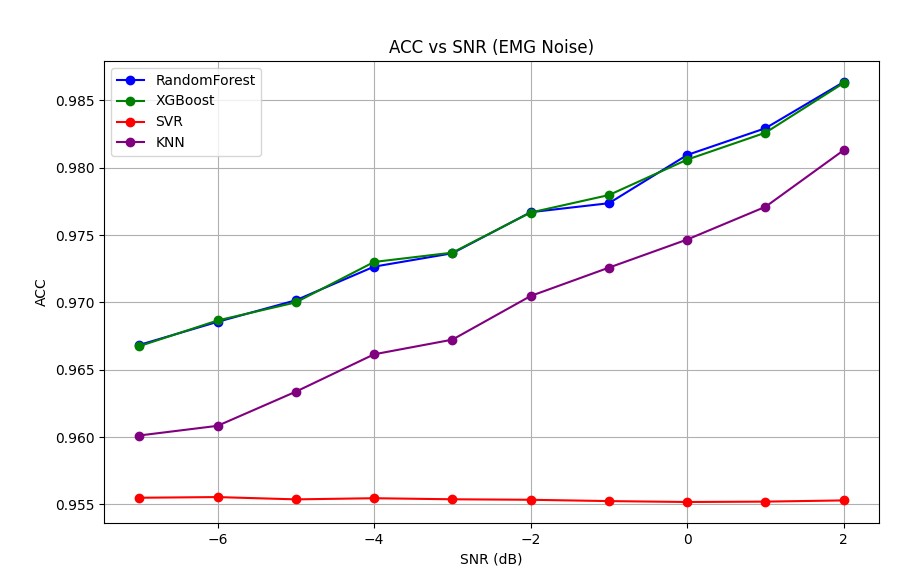 ACC vs SNR (EMG Noise)
RandomForest
XGBoost
SVR
KNN
0.985
0.980
0.975
0.970
0.965
0.960
0.955
ACC
−6
−4
−2
0
2
SNR (dB)